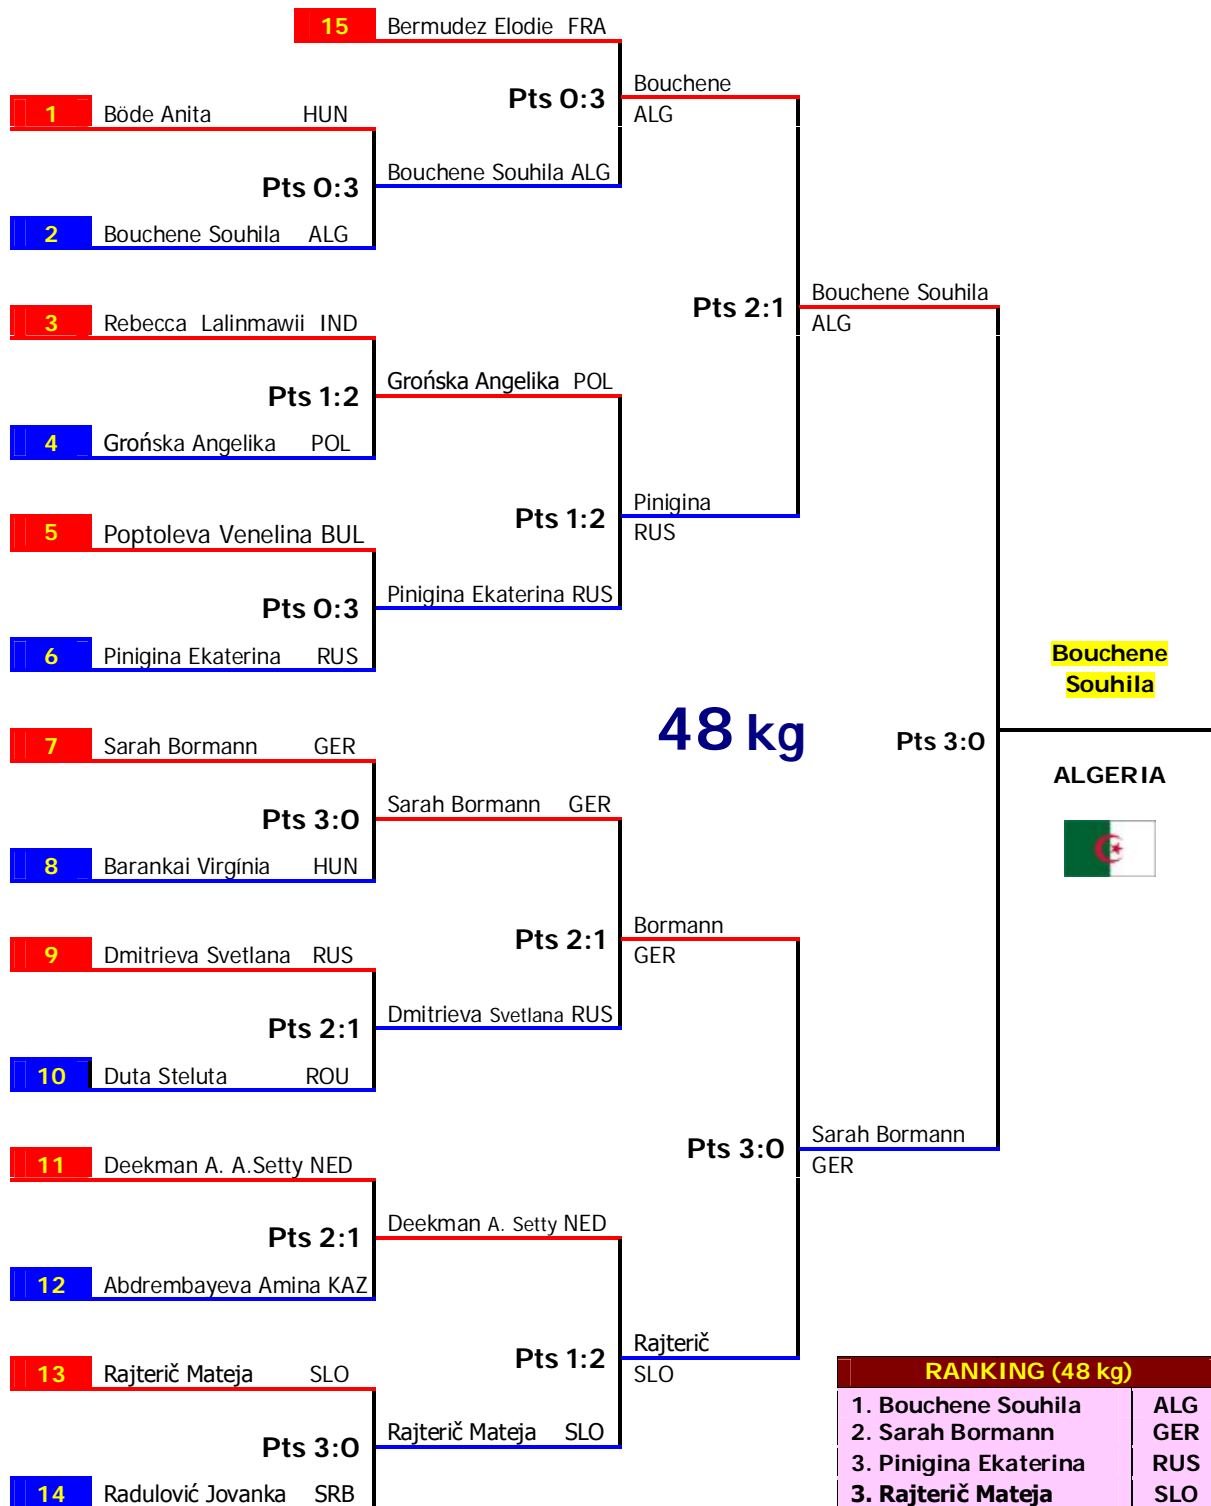 15 Bermudez Elodie FRA
Pts 0:3
Bouchene
ALG
1 Böde Anita HUN
Pts 0:3
Bouchene Souhila ALG
2 Bouchene Souhila ALG
Pts 2:1
Bouchene Souhila
ALG
3 Rebecca Lalinmawii IND
Pts 1:2
Grońska Angelika POL
4 Grońska Angelika POL
Pts 1:2
Pinigina
RUS
5 Poptoleva Venelina BUL
Pts 0:3
Pinigina Ekaterina RUS
6 Pinigina Ekaterina RUS
Bouchene
Souhila
48 kg
Pts 3:0
ALGERIA
7 Sarah Bormann GER
Pts 3:0
Sarah Bormann GER
8 Barankai Virgínia HUN
Pts 2:1
Bormann
GER
9 Dmitrieva Svetlana RUS
Pts 2:1
Dmitrieva Svetlana RUS
10 Duta Steluta ROU
Pts 3:0
Sarah Bormann
GER
11 Deekman A. A.Setty NED
Pts 2:1
Deekman A. Setty NED
12 Abdrembayeva Amina KAZ
Pts 1:2
Rajterič
SLO
13 Rajterič Mateja SLO
Pts 3:0
Rajterič Mateja SLO
14 Radulović Jovanka SRB
RANKING (48 kg)
1. Bouchene Souhila ALG
2. Sarah Bormann GER
3. Pinigina Ekaterina RUS
3. Rajterič Mateja SLO